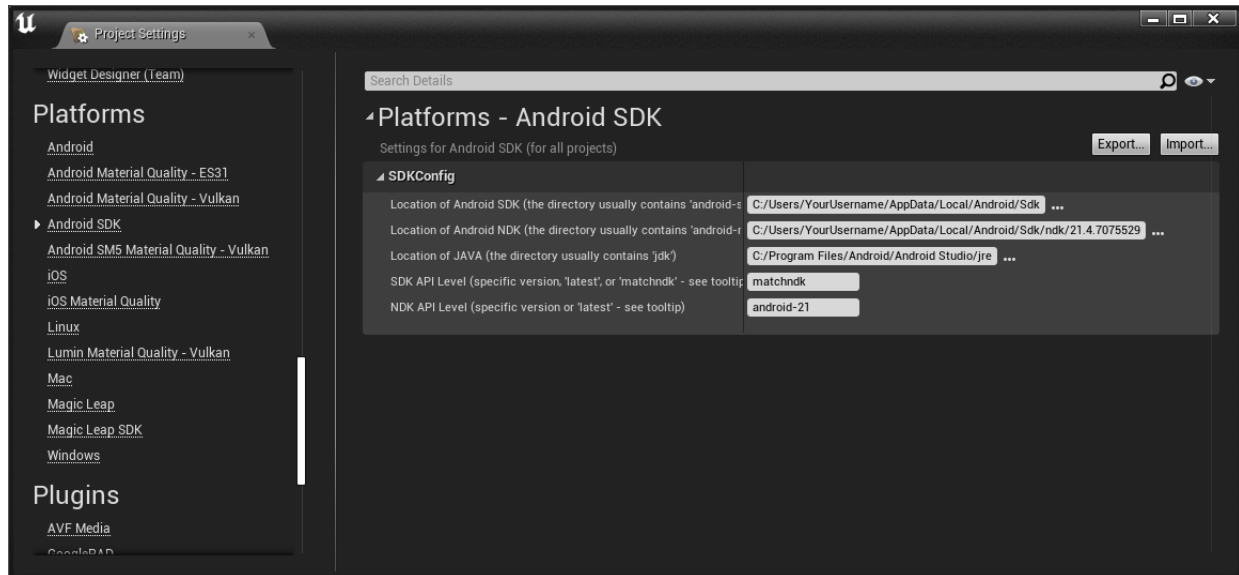 Project Settings
Widget Designer (Team)
Platforms
Android
Android Material Quality - ES31
Android Material Quality - Vulkan
Android SDK
Android SM5 Material Quality - Vulkan
iOS
iOS Material Quality
Linux
Lumin Material Quality - Vulkan
Mac
Magic Leap
Magic Leap SDK
Windows
Plugins
AVF Media
Search Details
Platforms - Android SDK
Settings for Android SDK (for all projects)
Export... Import...
SDKConfig
Location of Android SDK (the directory usually contains 'android-s C:/Users/YourUsername/AppData/Local/Android/Sdk ...
Location of Android NDK (the directory usually contains 'android-r C:/Users/YourUsername/AppData/Local/Android/Sdk/ndk/21.4.7075529 ...
Location of JAVA (the directory usually contains 'jdk') C:/Program Files/Android/Android Studio/jre ...
SDK API Level (specific version, 'latest', or 'matchndk' - see tooltip matchndk
NDK API Level (specific version or 'latest' - see tooltip) android-21